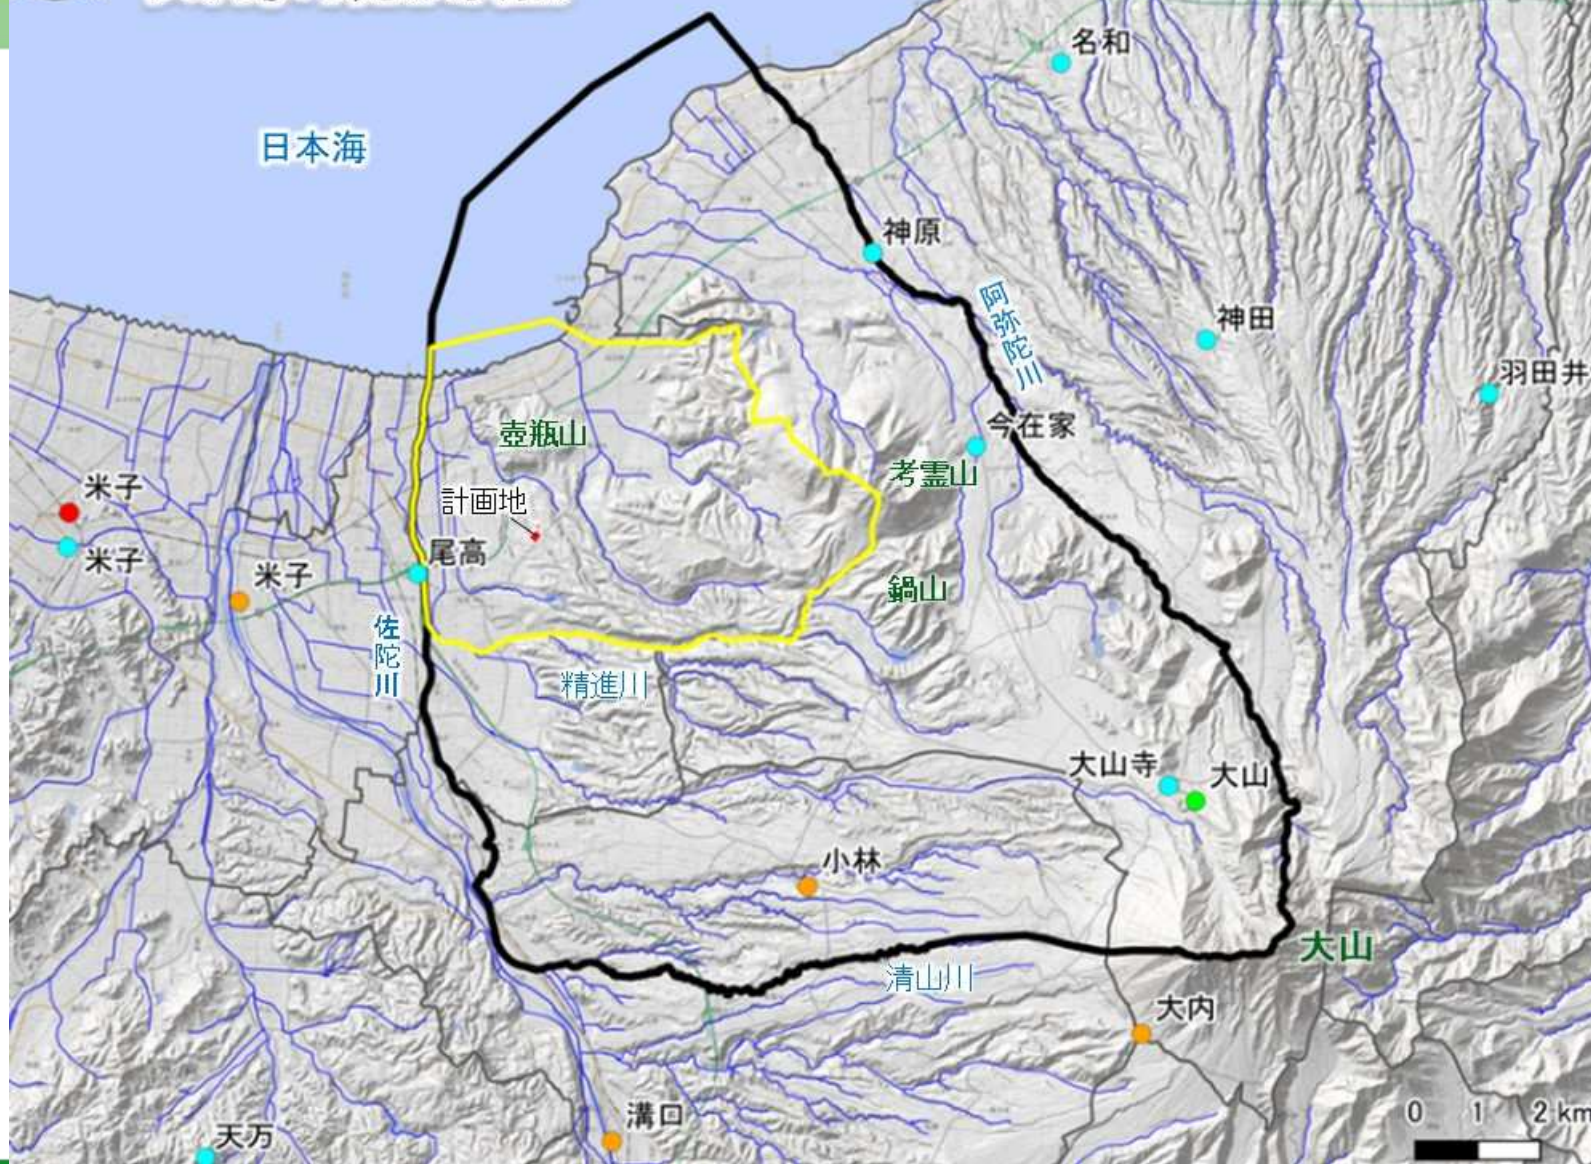 名和
日本海
神原
阿弥陀川
神田
羽田井
今在家
壺瓶山
考霊山
米子
計画地
米子
尾高
米子
鍋山
佐陀川
精進川
大山寺
大山
小林
大山
清山川
大内
溝口
天万
0 1 2 km